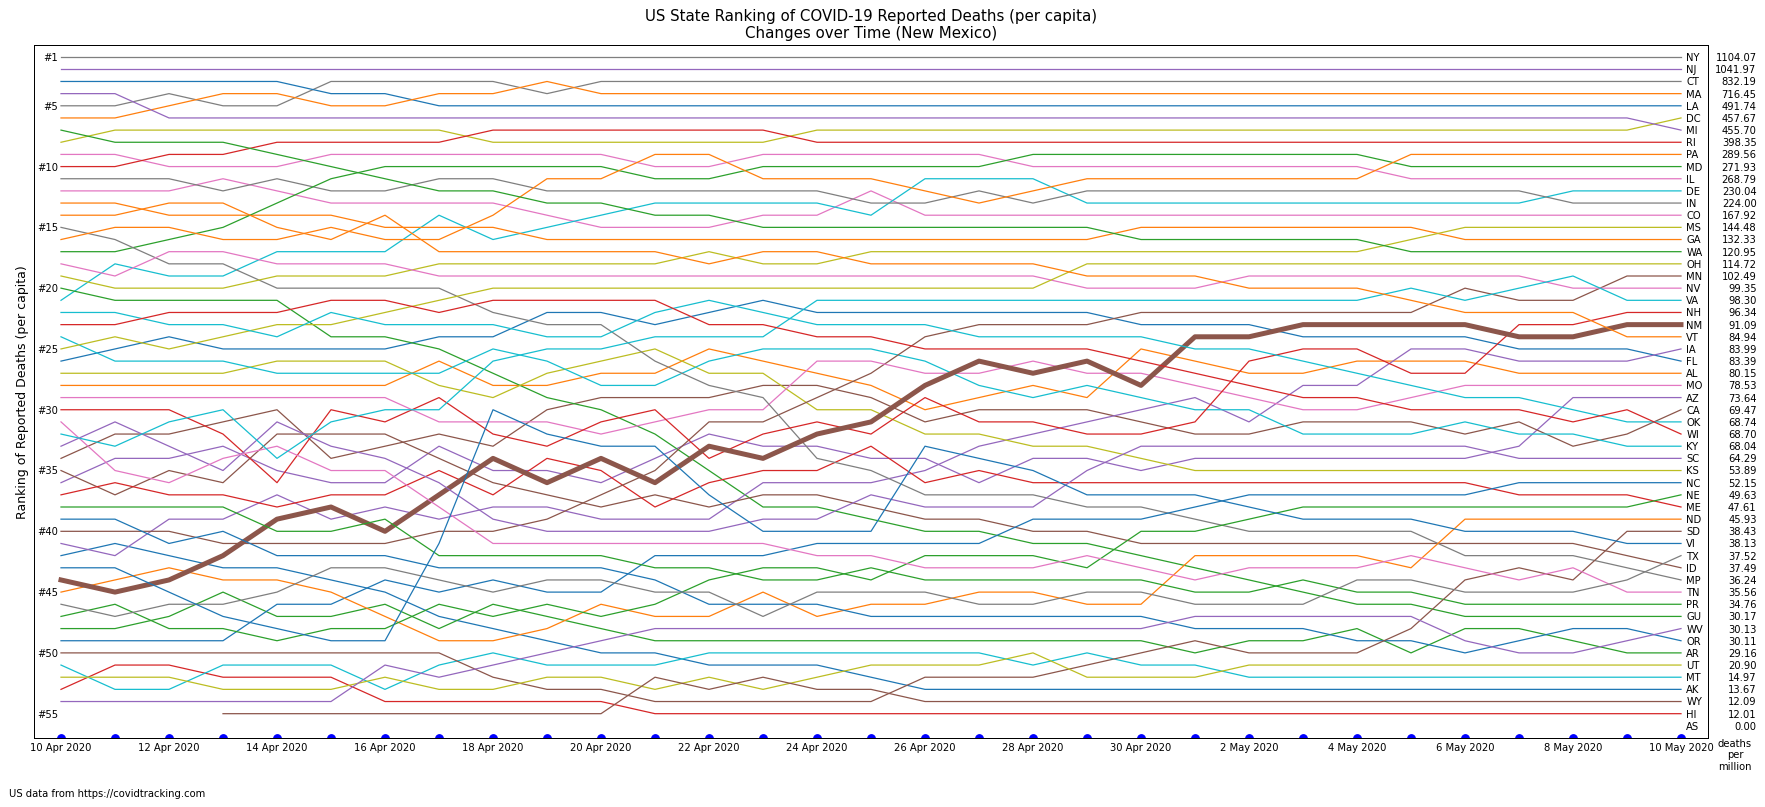 US State Ranking of COVID-19 Reported Deaths (per capita)
Changes over Time (New Mexico)
Ranking of Reported Deaths (per capita)
#1
#5
#10
#15
#20
#25
#30
#35
#40
#45
#50
#55
NY 1104.07
NJ 1041.97
CT 832.19
MA 716.45
LA 491.74
DC 457.67
MI 455.70
RI 398.35
PA 289.56
MD 271.93
IL 268.79
DE 230.04
IN 224.00
CO 167.92
MS 144.48
GA 132.33
WA 120.95
OH 114.72
MN 102.49
NV 99.35
VA 98.30
NH 96.34
NM 91.09
VT 84.94
IA 83.99
FL 83.39
AL 80.15
MO 78.53
AZ 73.64
CA 69.47
OK 68.74
WI 68.70
KY 68.04
SC 64.29
KS 53.89
NC 52.15
NE 49.63
ME 47.61
ND 45.93
SD 38.43
VI 38.13
TX 37.52
ID 37.49
MP 36.24
TN 35.56
PR 34.76
GU 30.17
WV 30.13
OR 30.11
AR 29.16
UT 20.90
MT 14.97
AK 13.67
WY 12.09
HI 12.01
AS 0.00
10 Apr 2020 12 Apr 2020 14 Apr 2020 16 Apr 2020 18 Apr 2020 20 Apr 2020 22 Apr 2020 24 Apr 2020 26 Apr 2020 28 Apr 2020 30 Apr 2020 2 May 2020 4 May 2020 6 May 2020 8 May 2020 10 May 2020
deaths
per
million
US data from https://covidtracking.com